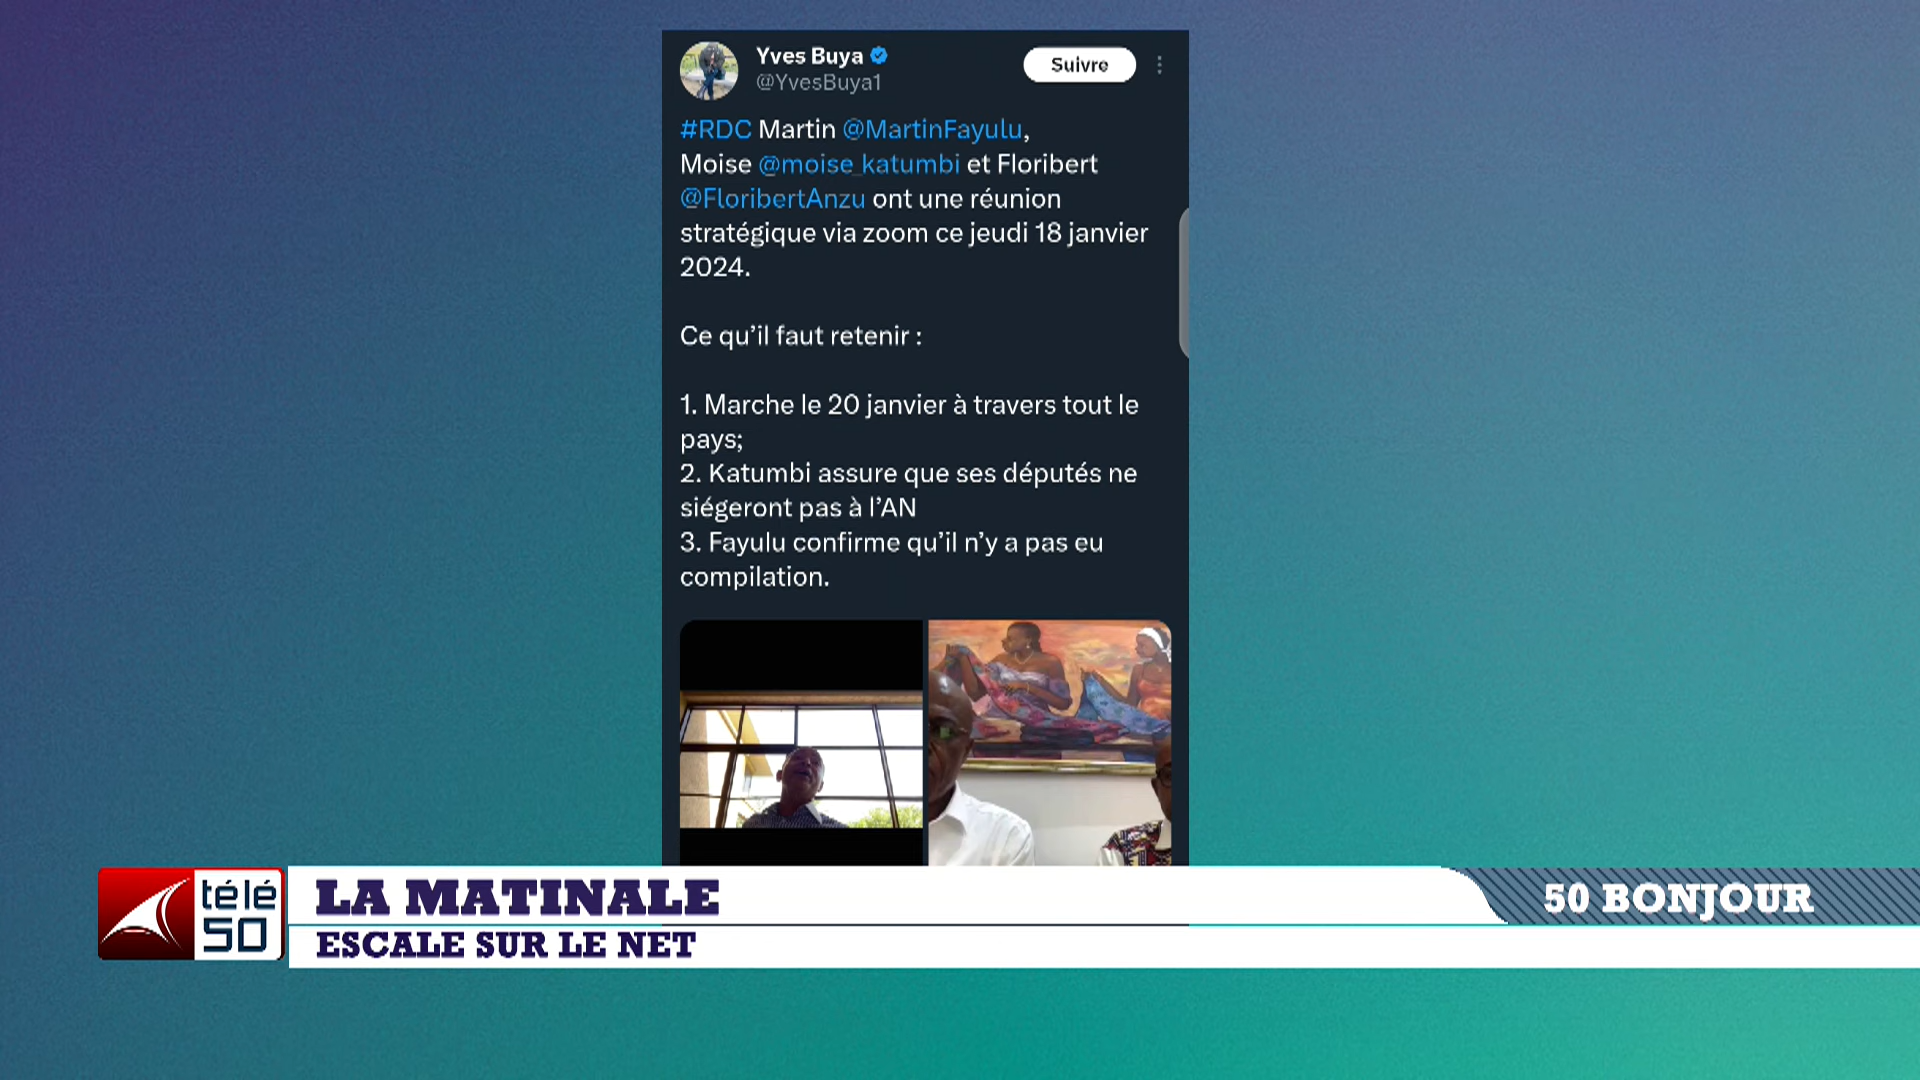 Yves Buya
@YvesBuya1
Suivre
#RDC Martin @MartinFayulu,
Moise @moise_katumbi et Floribert
@FloribertAnzu ont une réunion
stratégique via zoom ce jeudi 18 janvier
2024.
Ce qu’il faut retenir :
1. Marche le 20 janvier à travers tout le
pays;
2. Katumbi assure que ses députés ne
siégeront pas à l’AN
3. Fayulu confirme qu’il n’y a pas eu
compilation.
télé
50
LA MATINALE
50 BONJOUR
ESCALE SUR LE NET